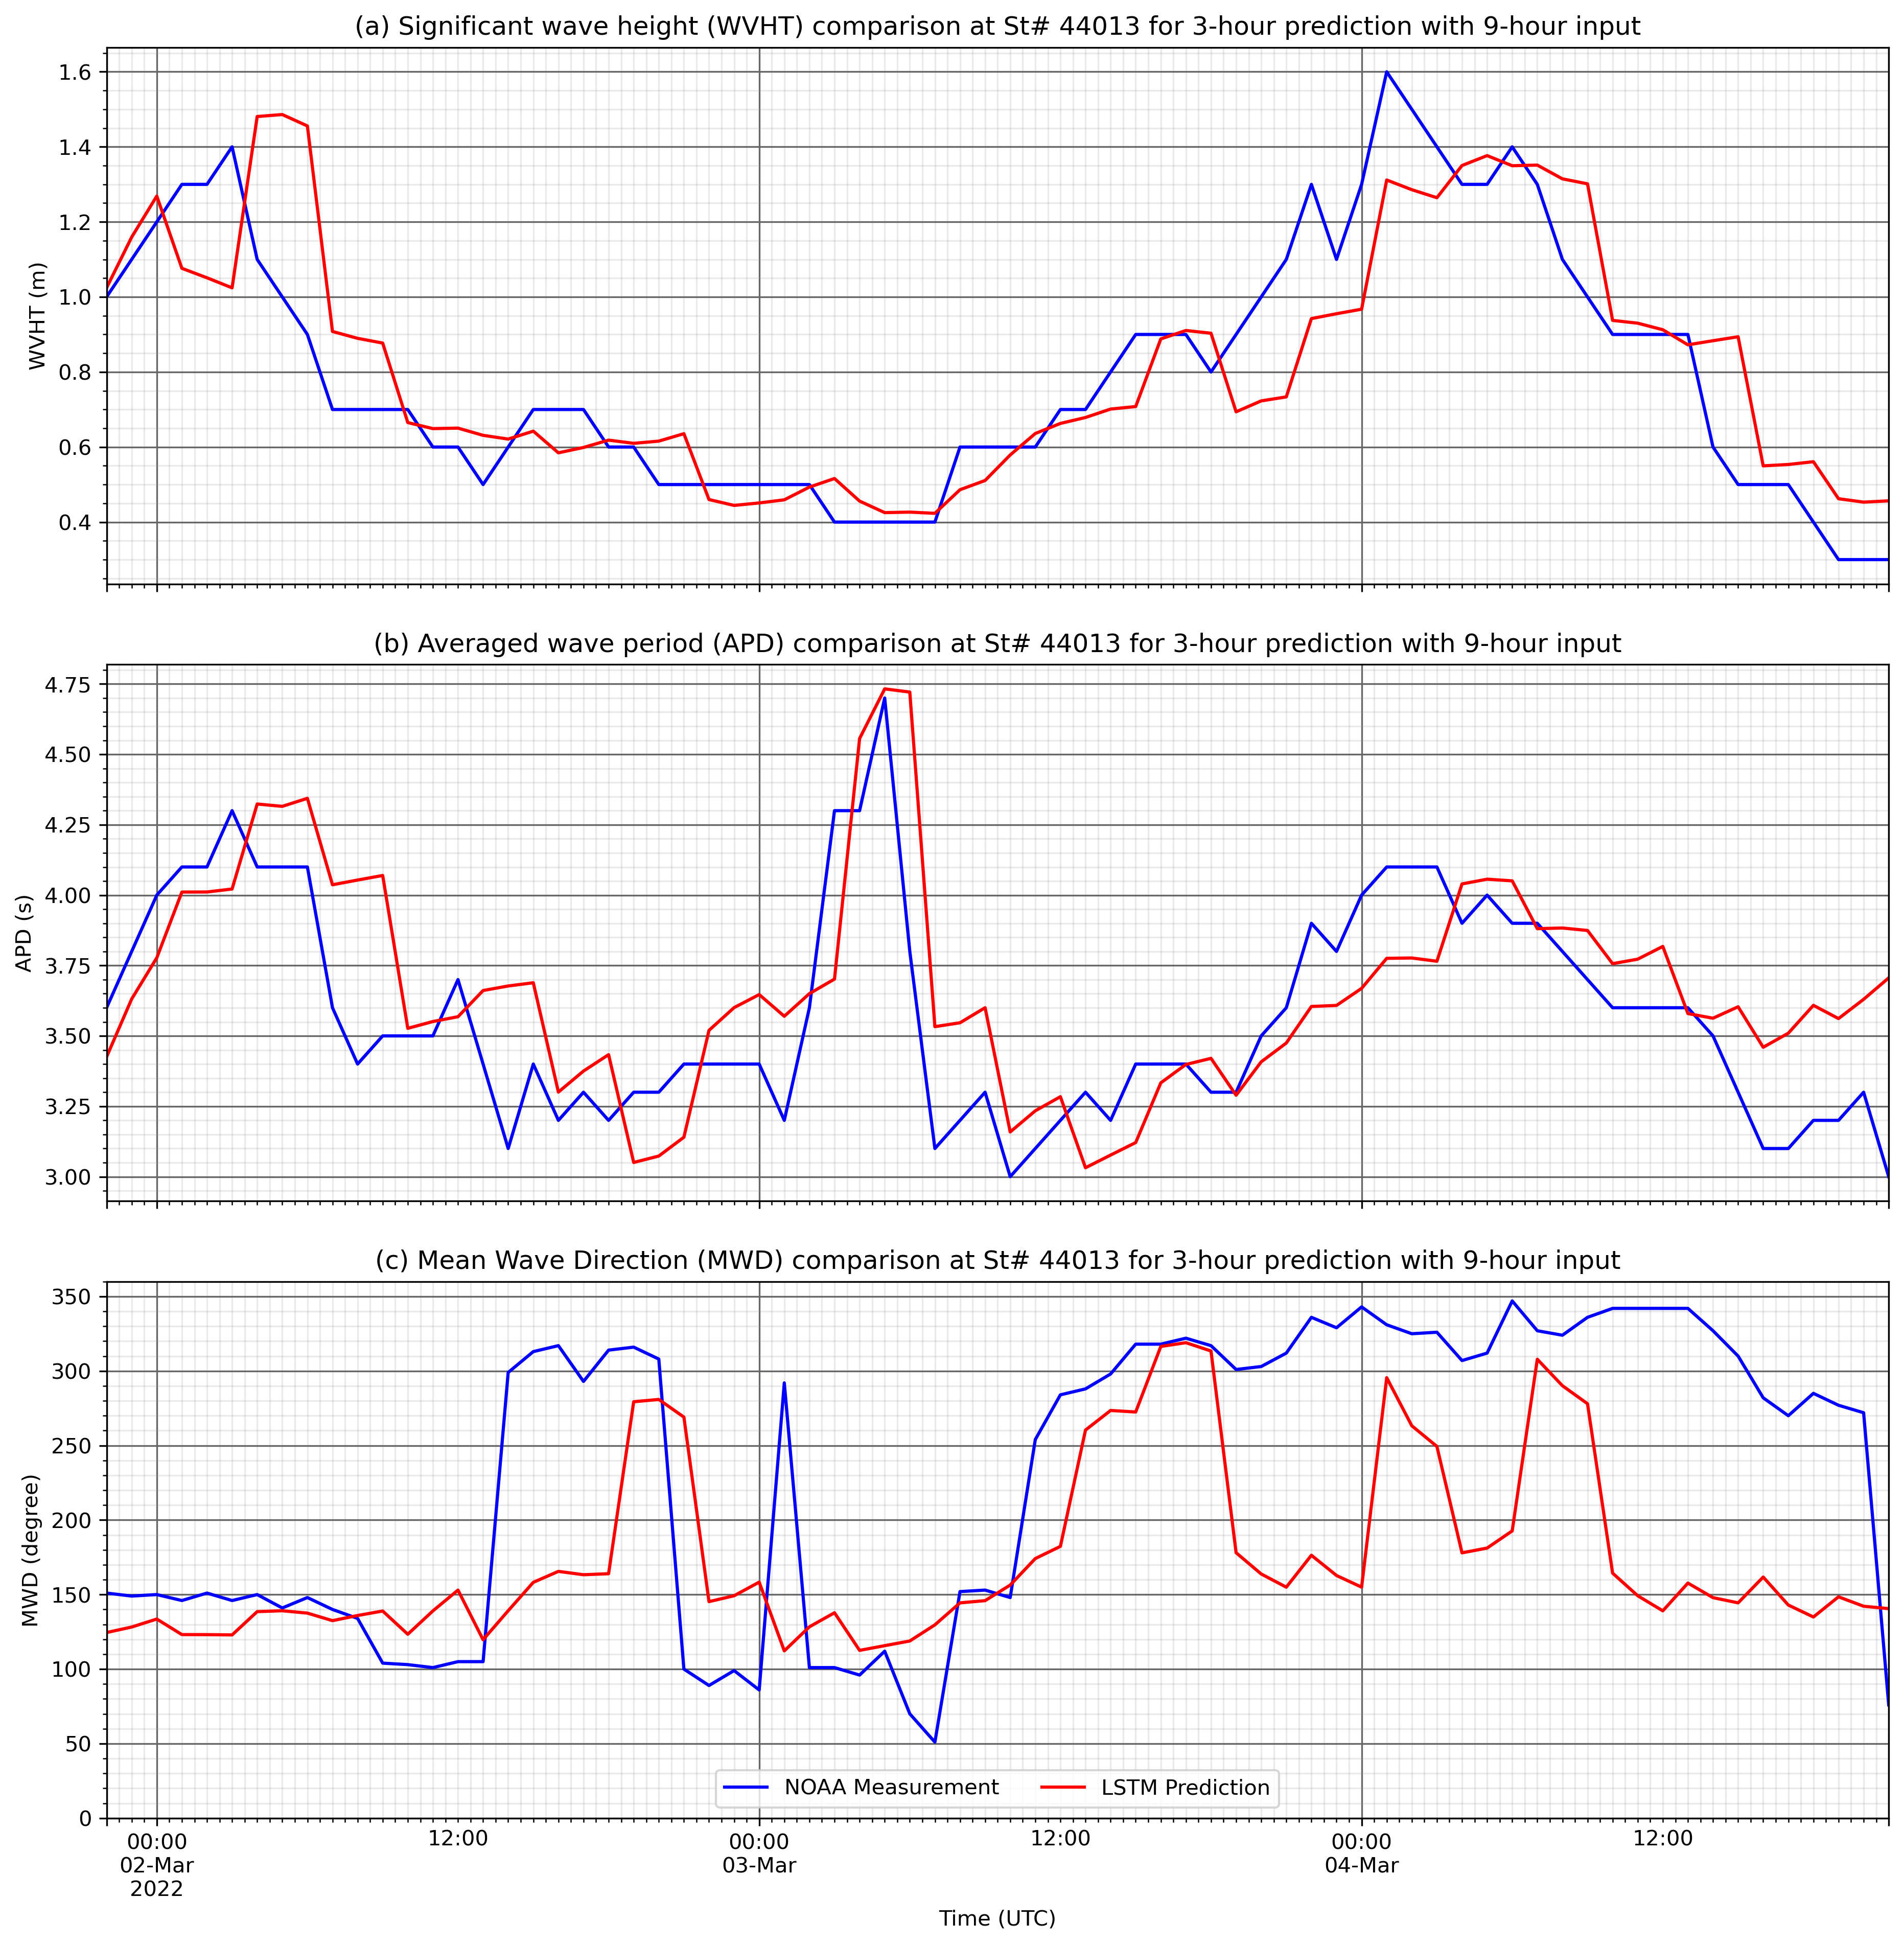 (a) Significant wave height (WVHT) comparison at St# 44013 for 3-hour prediction with 9-hour input
1.6
1.4
1.2
1.0
0.8
0.6
0.4
WVHT (m)
(b) Averaged wave period (APD) comparison at St# 44013 for 3-hour prediction with 9-hour input
4.75
4.50
4.25
4.00
3.75
3.50
3.25
3.00
APD (s)
(c) Mean Wave Direction (MWD) comparison at St# 44013 for 3-hour prediction with 9-hour input
350
300
250
200
150
100
50
0
MWD (degree)
NOAA Measurement LSTM Prediction
00:00 12:00 00:00 12:00 00:00 12:00
02-Mar 03-Mar 04-Mar
2022
Time (UTC)